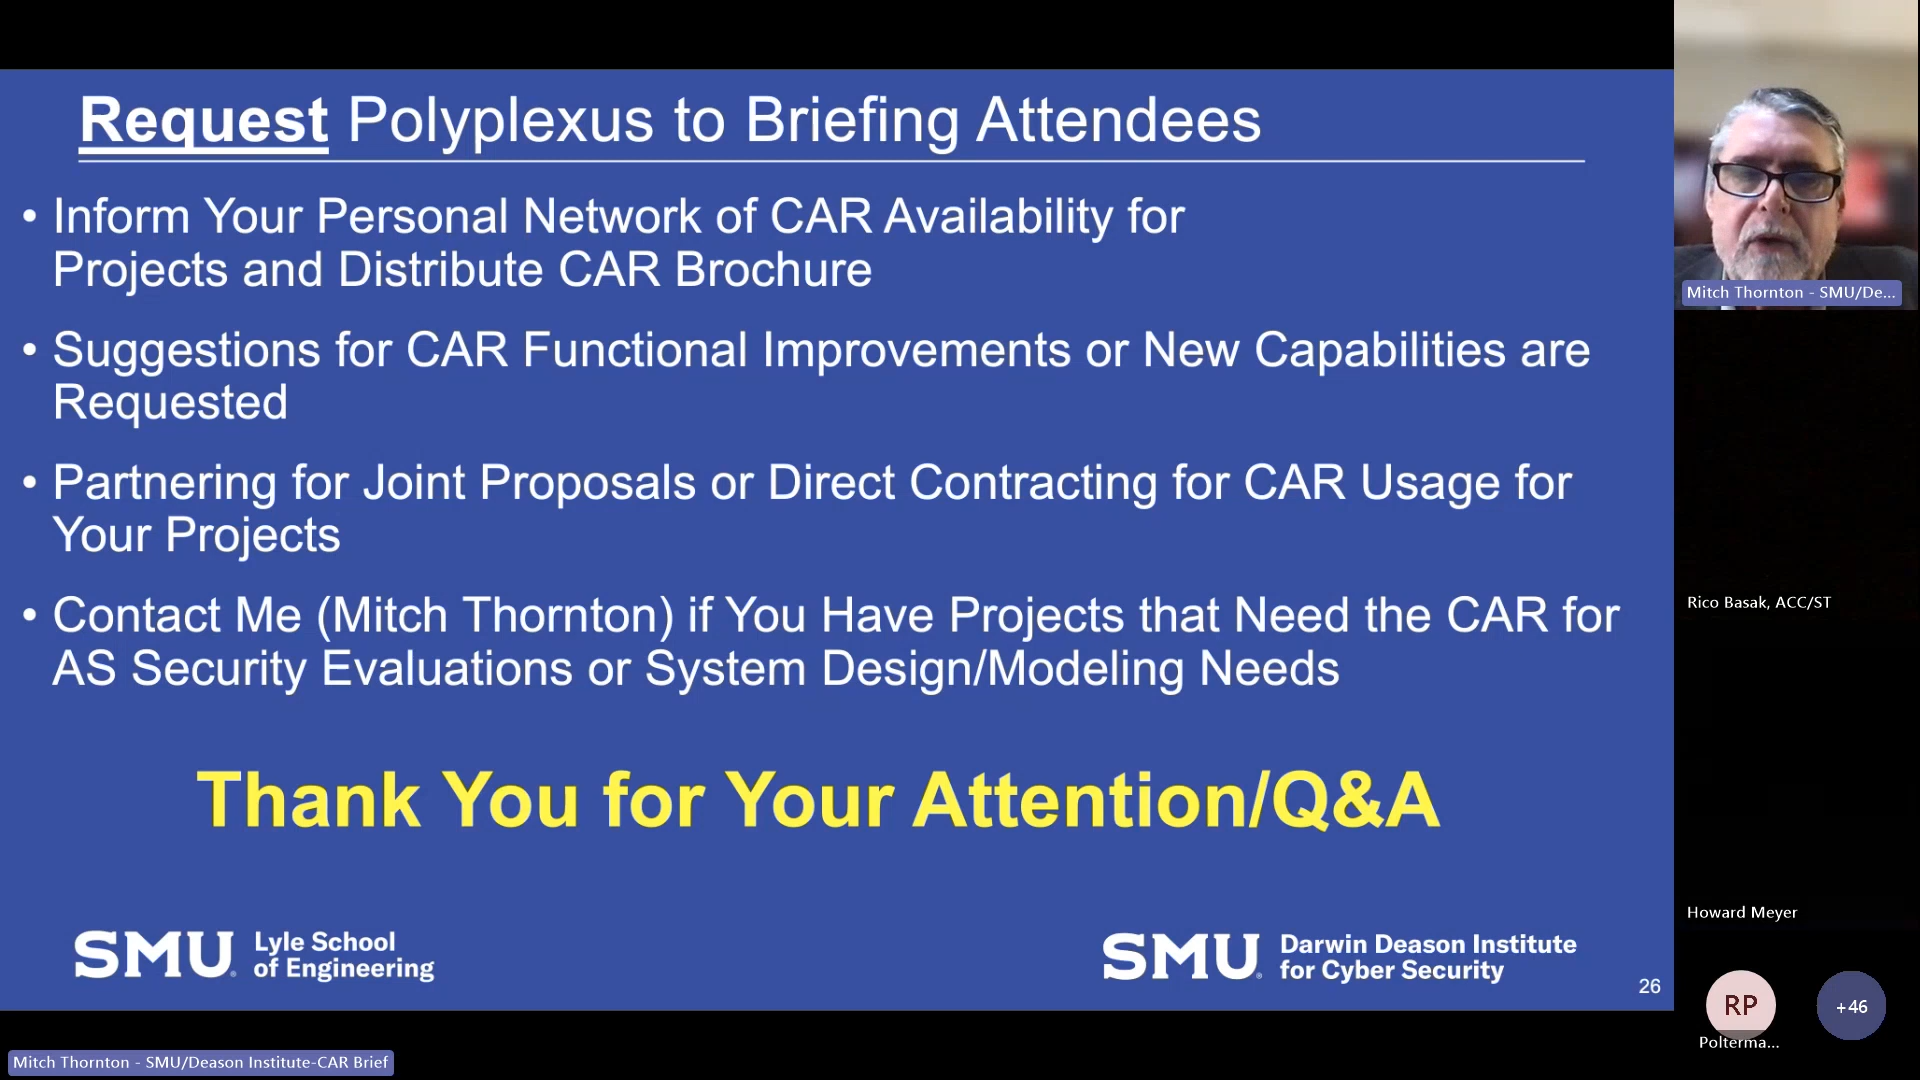 Request Polyplexus to Briefing Attendees
• Inform Your Personal Network of CAR Availability for
Projects and Distribute CAR Brochure
• Suggestions for CAR Functional Improvements or New Capabilities are
Requested
• Partnering for Joint Proposals or Direct Contracting for CAR Usage for
Your Projects
• Contact Me (Mitch Thornton) if You Have Projects that Need the CAR for
AS Security Evaluations or System Design/Modeling Needs
Thank You for Your Attention/Q&A
SMU Lyle School
of Engineering
SMU Darwin Deason Institute
for Cyber Security
26
Mitch Thornton - SMU/Deason Institute-CAR Brief
Mitch Thornton - SMU/De...
Rico Basak, ACC/ST
Howard Meyer
RP
Polterma...
+46